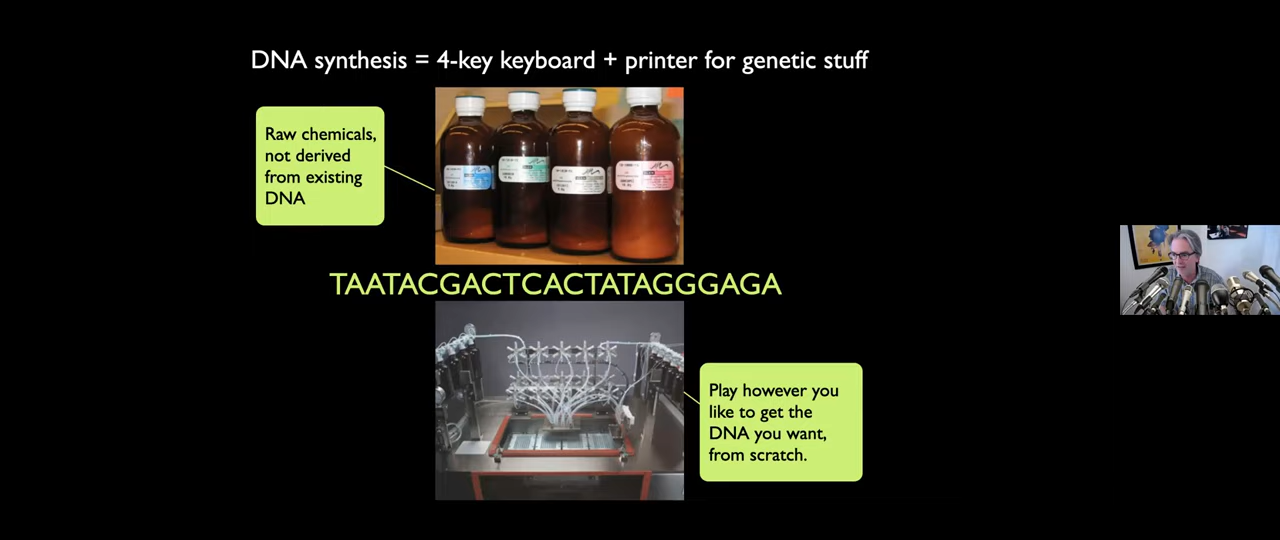 DNA synthesis = 4-key keyboard + printer for genetic stuff
Raw chemicals,
not derived
from existing
DNA
TAATACGACTCACTATAGGGAGA
Play however you
like to get the
DNA you want,
from scratch.